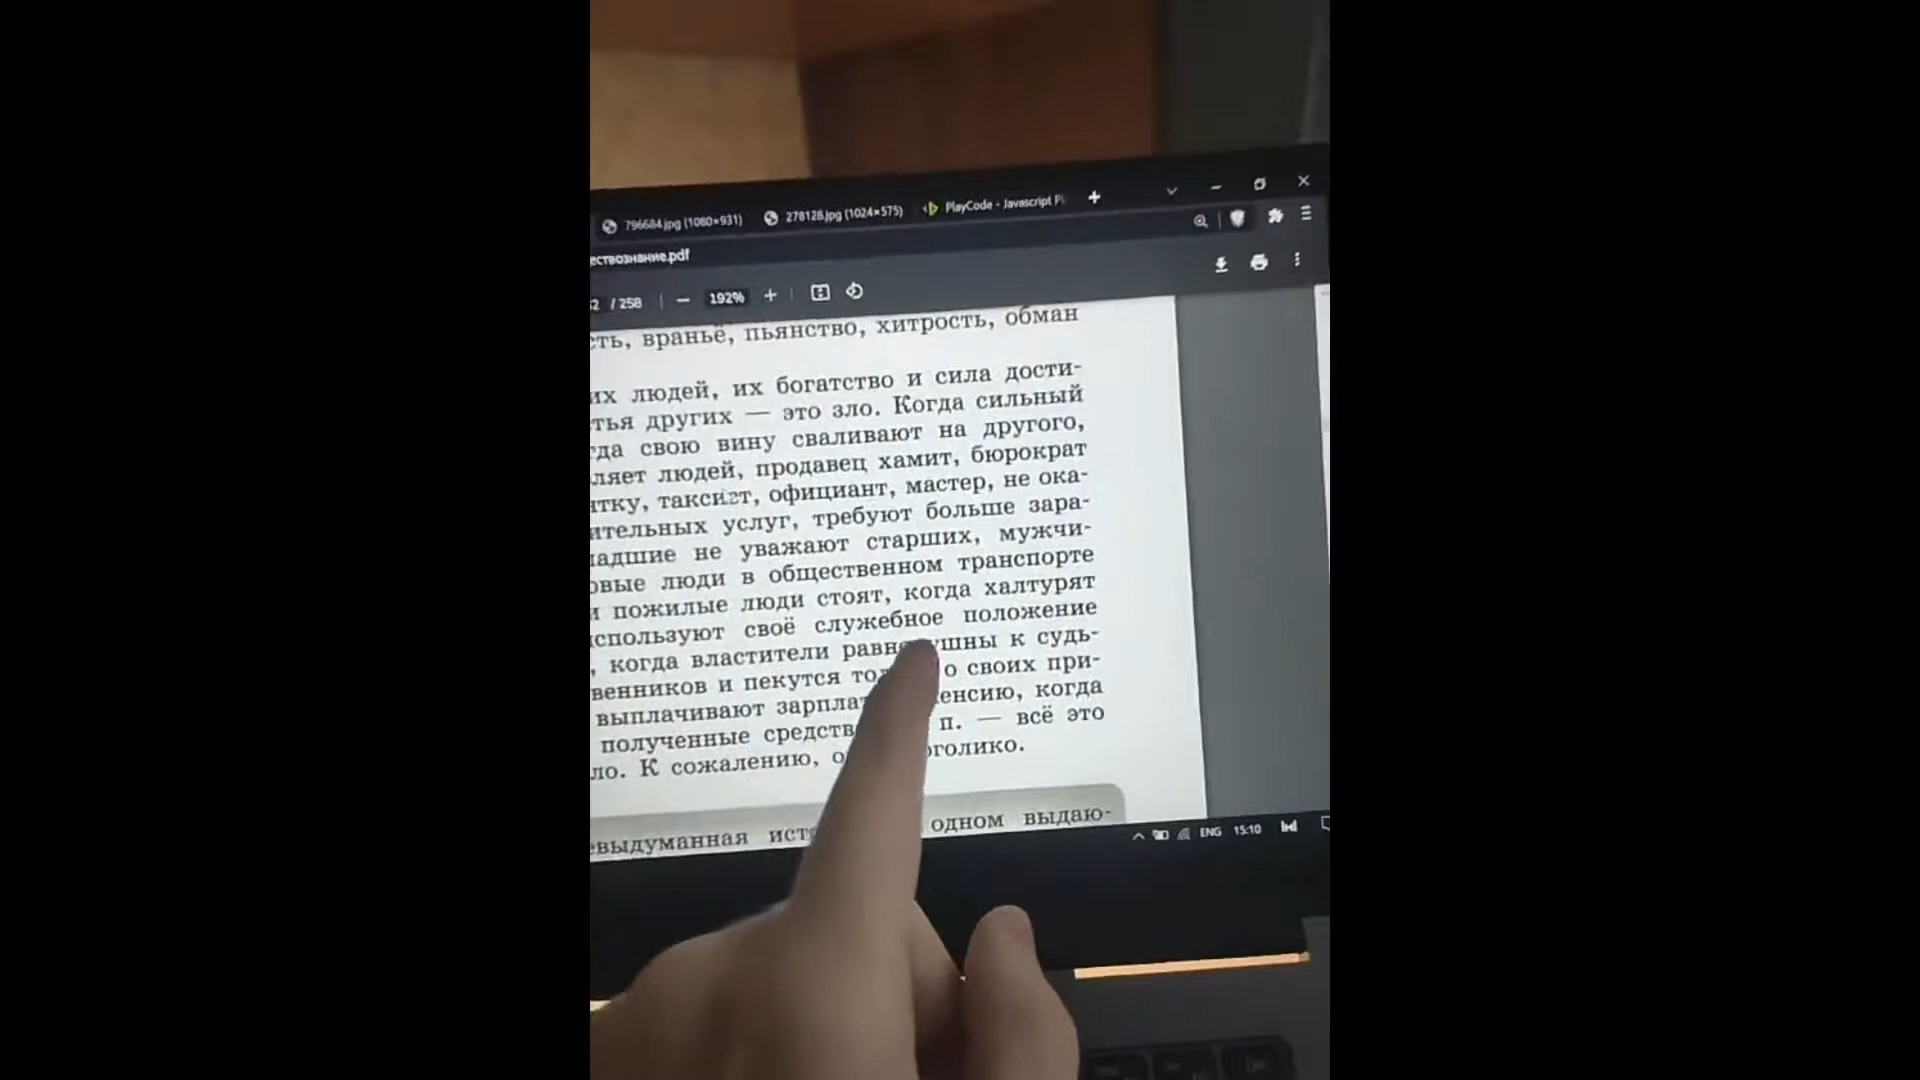 796684.jpg (1080×931) 278128.jpg (1024×575) PlayCode - Javascript Pl
ествознание.pdf
52 / 258 192%
сть, враньё, пьянство, хитрость, обман
их людей, их богатство и сила дости-
тья других — это зло. Когда сильный
гда свою вину сваливают на другого,
ляет людей, продавец хамит, бюрократ
тку, таксист, официант, мастер, не ока-
ительных услуг, требуют больше зара-
адшие не уважают старших, мужчи-
овые люди в общественном транспорте
и пожилые люди стоят, когда халтурят
используют своё служебное положение
, когда властители равн ушны к судь-
венников и пекутся то о своих при-
выплачивают зарплат енсию, когда
полученные средств п. — всё это
ло. К сожалению, о оголико.
евыдуманная ист одном выдаю-
ENG 15:10